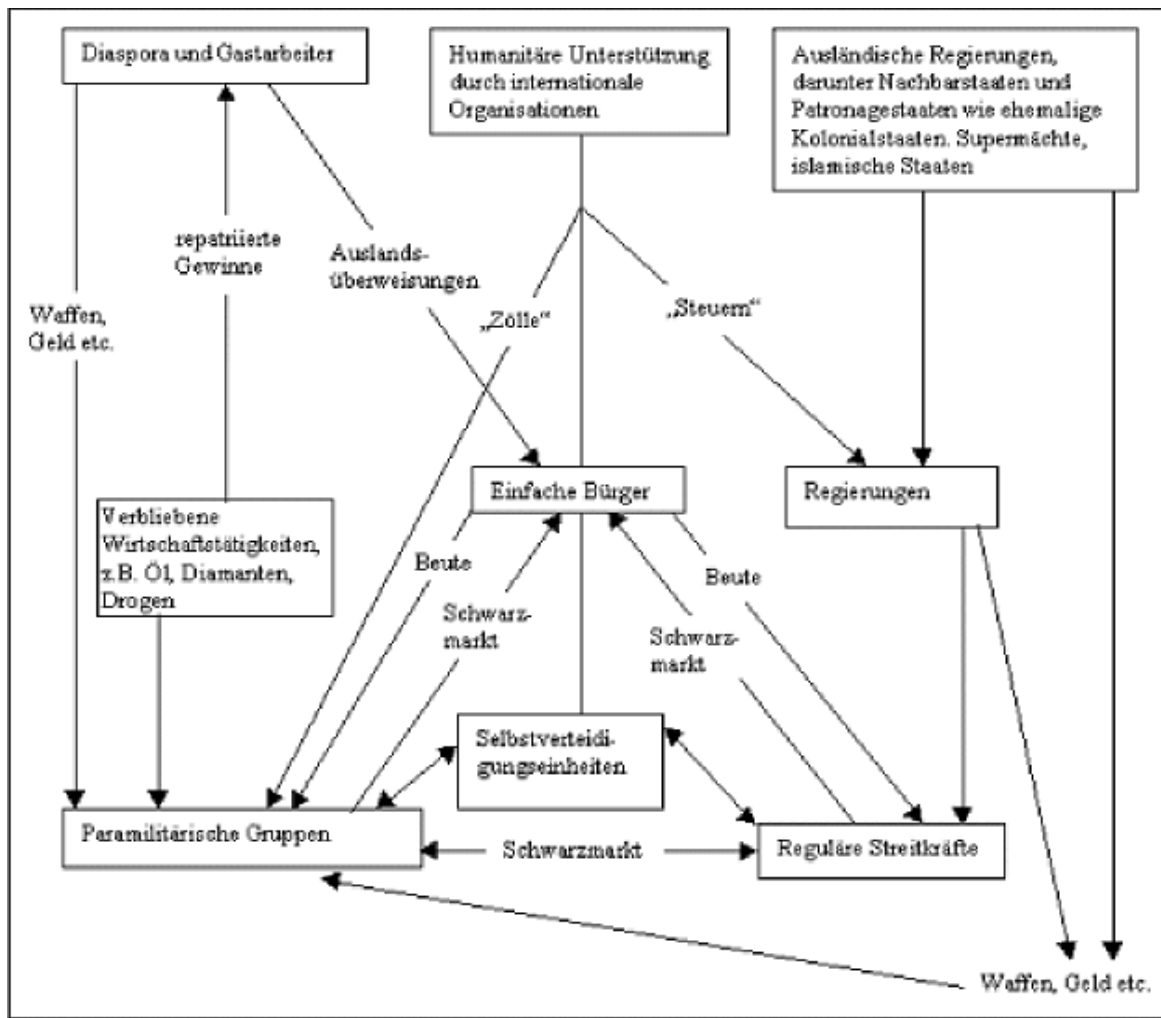 Diaspora und Gastarbeiter
Humanitäre Unterstützung
durch internationale
Organisationen
Ausländische Regierungen,
darunter Nachbarstaaten und
Patronagestaaten wie ehemalige
Kolonialstaaten. Supermächte,
islamische Staaten
repatriierte
Gewinne
Auslands-
überweisungen
Waffen,
Geld etc.
„Zölle“
„Steuern“
Einfache Bürger
Regierungen
Verbliebene
Wirtschaftstätigkeiten,
z.B. Öl, Diamanten,
Drogen
Beute
Schwarz-
markt
Beute
Schwarz-
markt
Selbstverteidi-
gungseinheiten
Paramilitärische Gruppen
Schwarzmarkt
Reguläre Streitkräfte
Waffen, Geld etc.